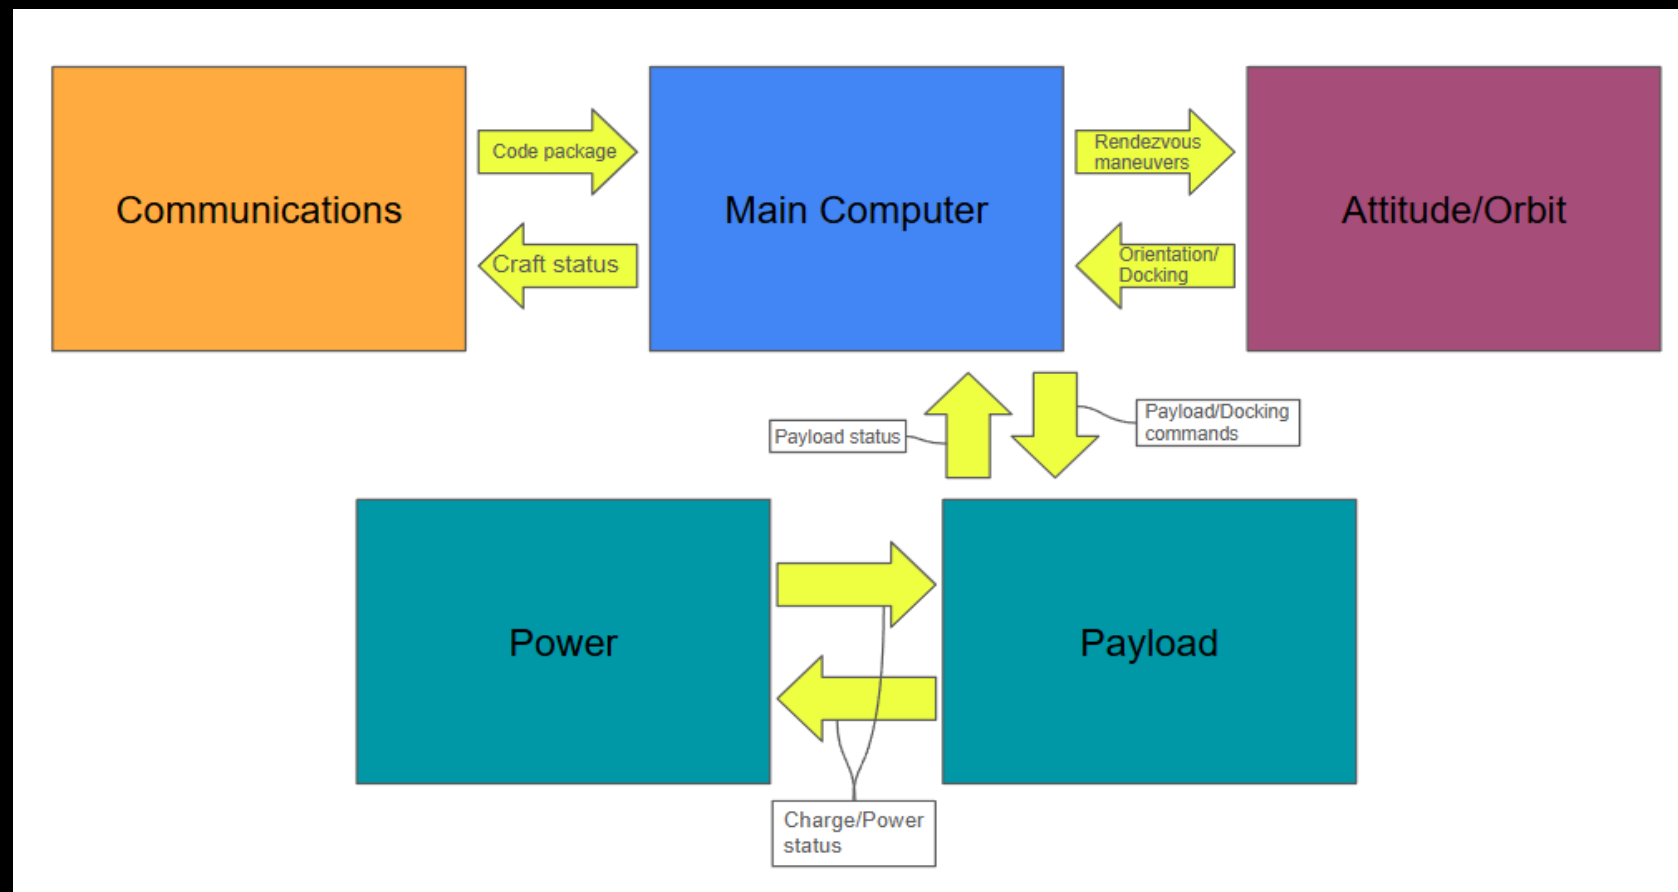 Communications
Code package
Craft status
Main Computer
Rendezvous
maneuvers
Orientation/
Docking
Attitude/Orbit
Payload status
Payload/Docking
commands
Power
Payload
Charge/Power
status